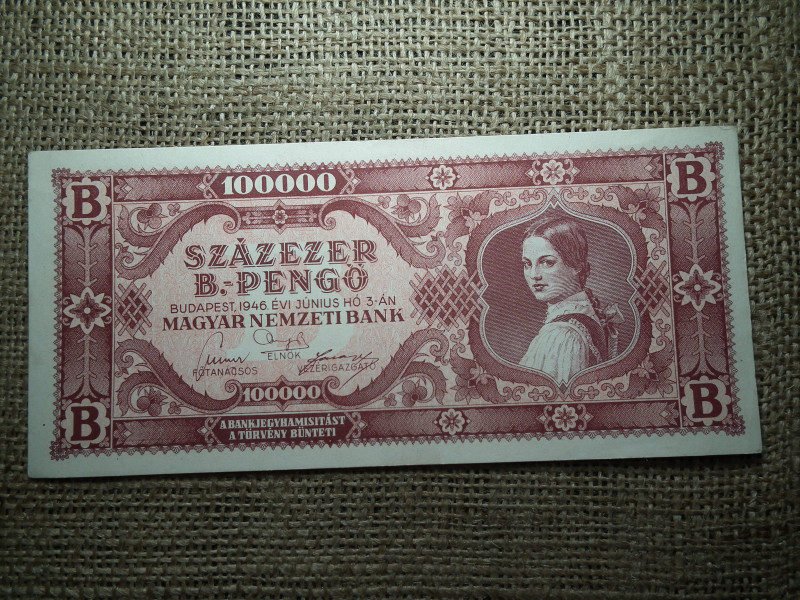 B 100000 B
SZÁZEZER
B.-PENGŐ
BUDAPEST, 1946. ÉVI JÚNIUS HÓ 3-ÁN
MAGYAR NEMZETI BANK
ELNÖK
FŐTANÁCSOS VEZÉRIGAZGATÓ
100000
B B
A BANKJEGYHAMISITÁST
A TÖRVÉNY BÜNTETI